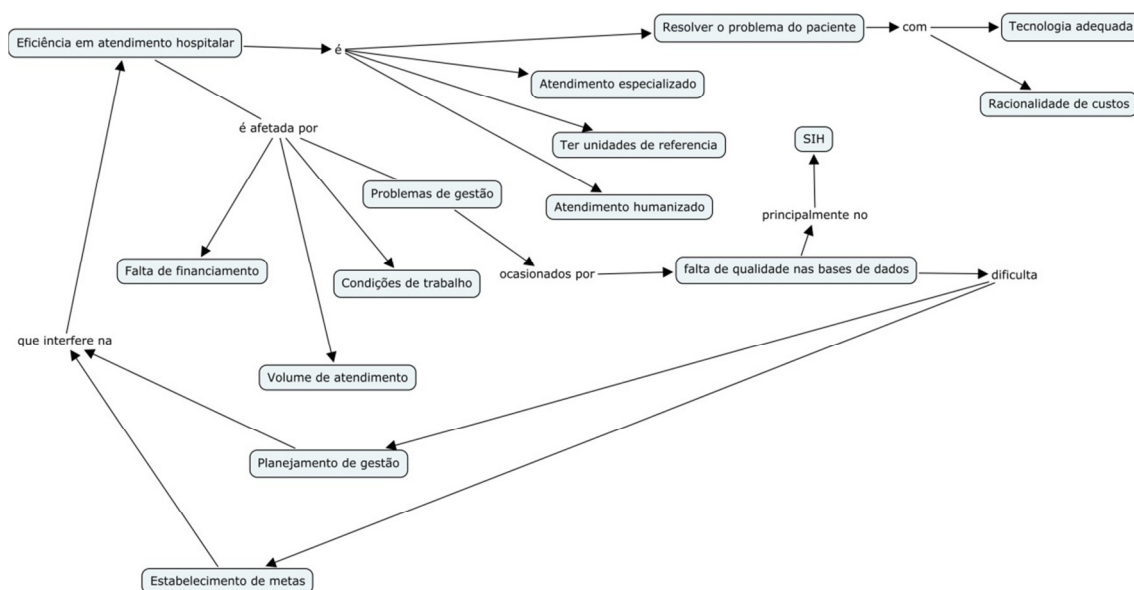 Eficiência em atendimento hospitalar
é
Resolver o problema do paciente
com
Tecnologia adequada
Racionalidade de custos
Atendimento especializado
Ter unidades de referencia
Atendimento humanizado
é afetada por
Problemas de gestão
Falta de financiamento
Condições de trabalho
Volume de atendimento
ocasionados por
falta de qualidade nas bases de dados
principalmente no
SIH
dificulta
que interfere na
Planejamento de gestão
Estabelecimento de metas